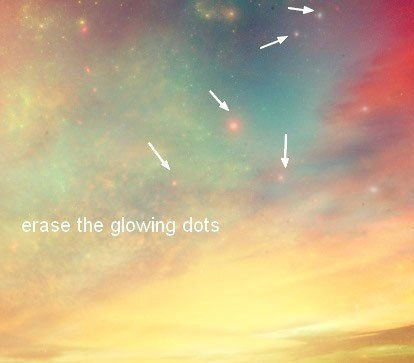 erase the glowing dots